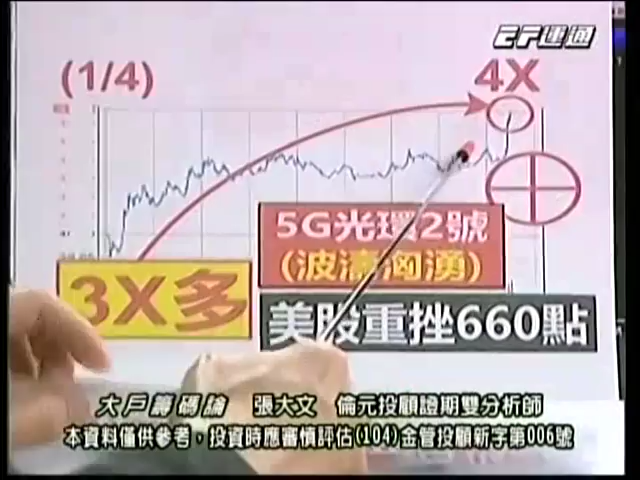 運通
(1/4)
4X
5G光環2號
(波濤洶湧)
3X多
美股重挫660點
大戶籌碼論 張大文 倫元投顧證期雙分析師
本資料僅供參考，投資時應審慎評估(104)金管投顧新字第006號